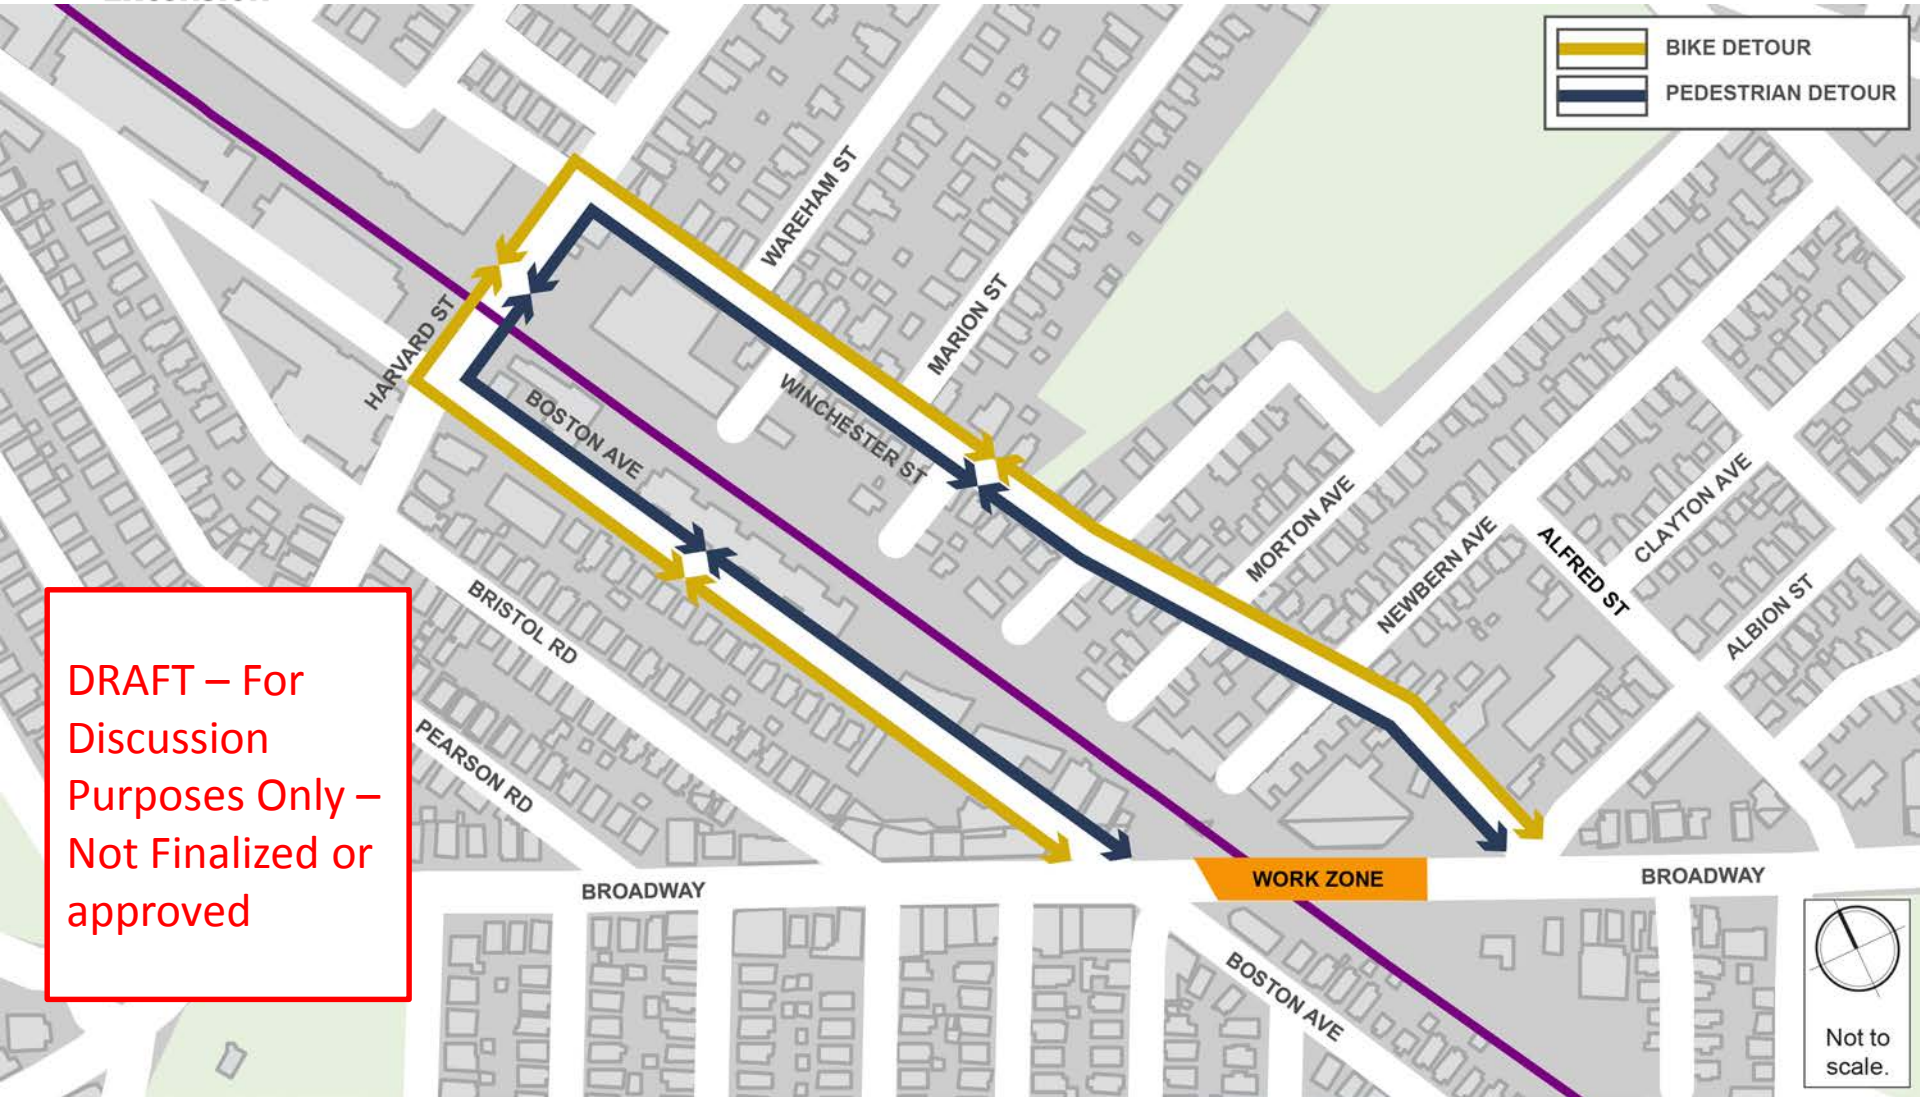 BIKE DETOUR
PEDESTRIAN DETOUR
WAREHAM ST
MARION ST
HARVARD ST
WINCHESTER ST
BOSTON AVE
MORTON AVE
NEWBERN AVE
ALFRED ST
CLAYTON AVE
ALBION ST
BRISTOL RD
PEARSON RD
DRAFT – For
Discussion
Purposes Only –
Not Finalized or
approved
BROADWAY
WORK ZONE
BROADWAY
BOSTON AVE
Not to
scale.